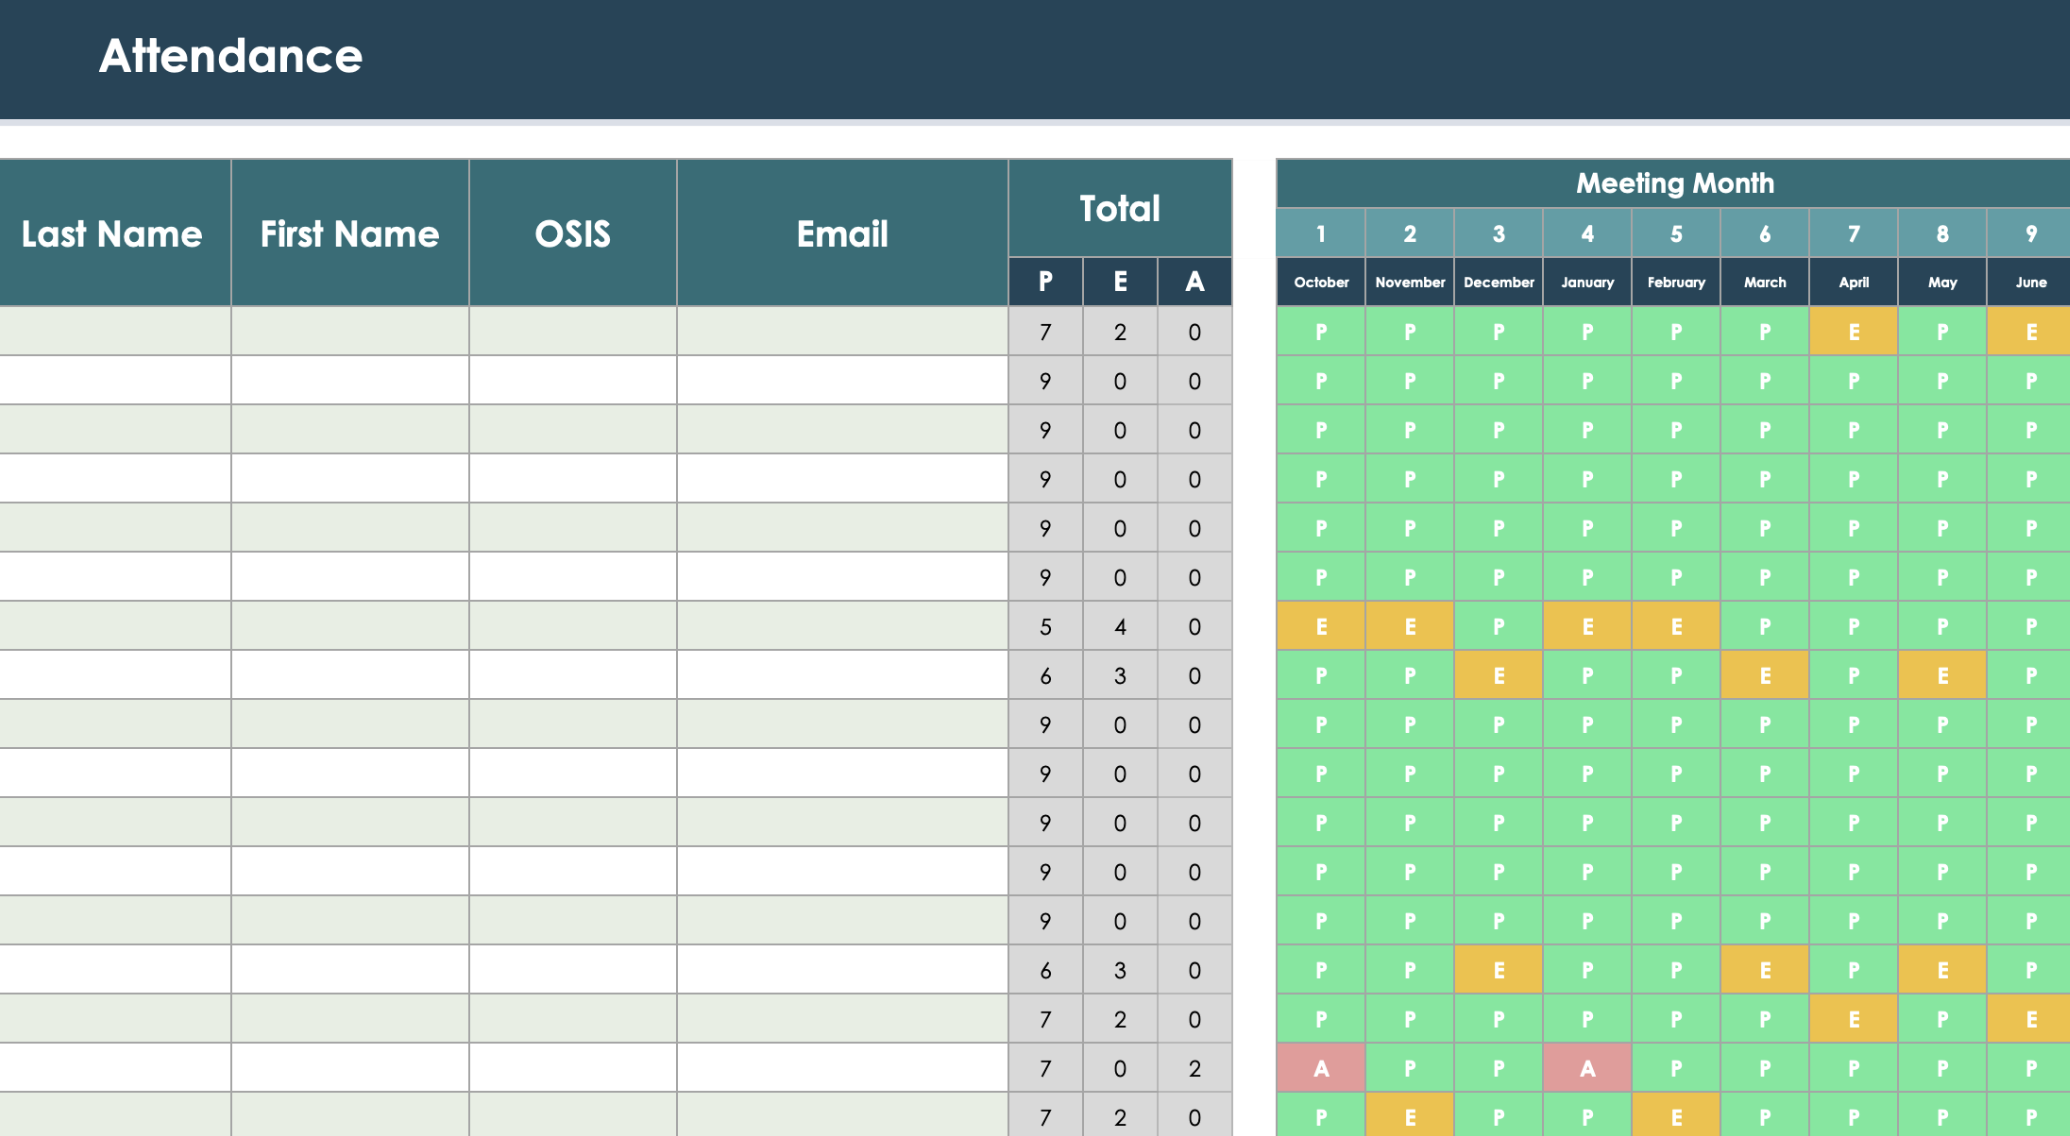 Attendance
Last Name First Name OSIS Email Total Meeting Month
1 2 3 4 5 6 7 8 9
P E A October November December January February March April May June
7 2 0 P P P P P P E P E
9 0 0 P P P P P P P P P
9 0 0 P P P P P P P P P
9 0 0 P P P P P P P P P
9 0 0 P P P P P P P P P
9 0 0 P P P P P P P P P
5 4 0 E E P E E P P P P
6 3 0 P P E P P E P E P
9 0 0 P P P P P P P P P
9 0 0 P P P P P P P P P
9 0 0 P P P P P P P P P
9 0 0 P P P P P P P P P
9 0 0 P P P P P P P P P
6 3 0 P P E P P E P E P
7 2 0 P P P P P P E P E
7 0 2 A P P A P P P P P
7 2 0 P E P P E P P P P